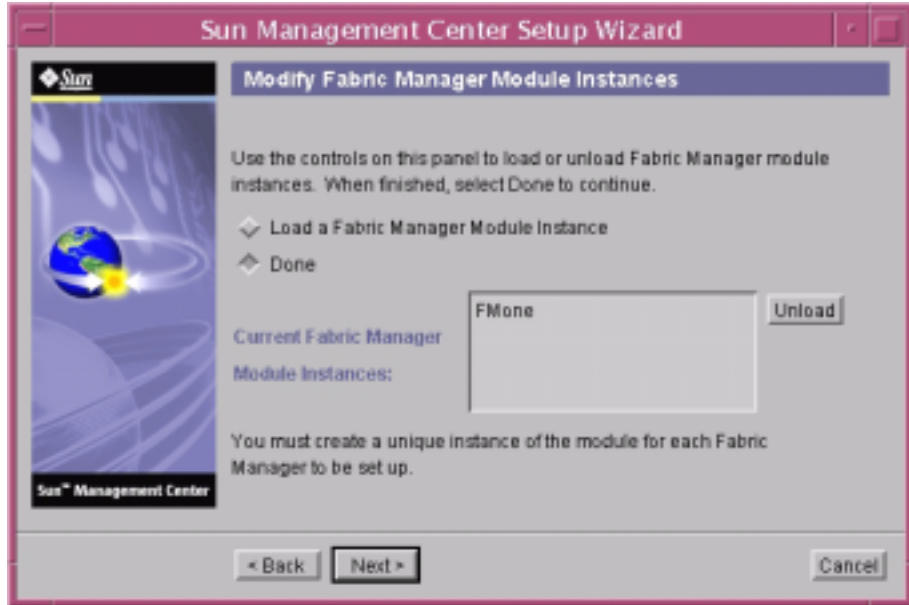 Sun Management Center Setup Wizard
Sun
Modify Fabric Manager Module Instances
Use the controls on this panel to load or unload Fabric Manager module
instances. When finished, select Done to continue.
Load a Fabric Manager Module Instance
Done
FMone
Unload
Current Fabric Manager
Module Instances:
You must create a unique instance of the module for each Fabric
Manager to be set up.
Sun™ Management Center
< Back
Next >
Cancel